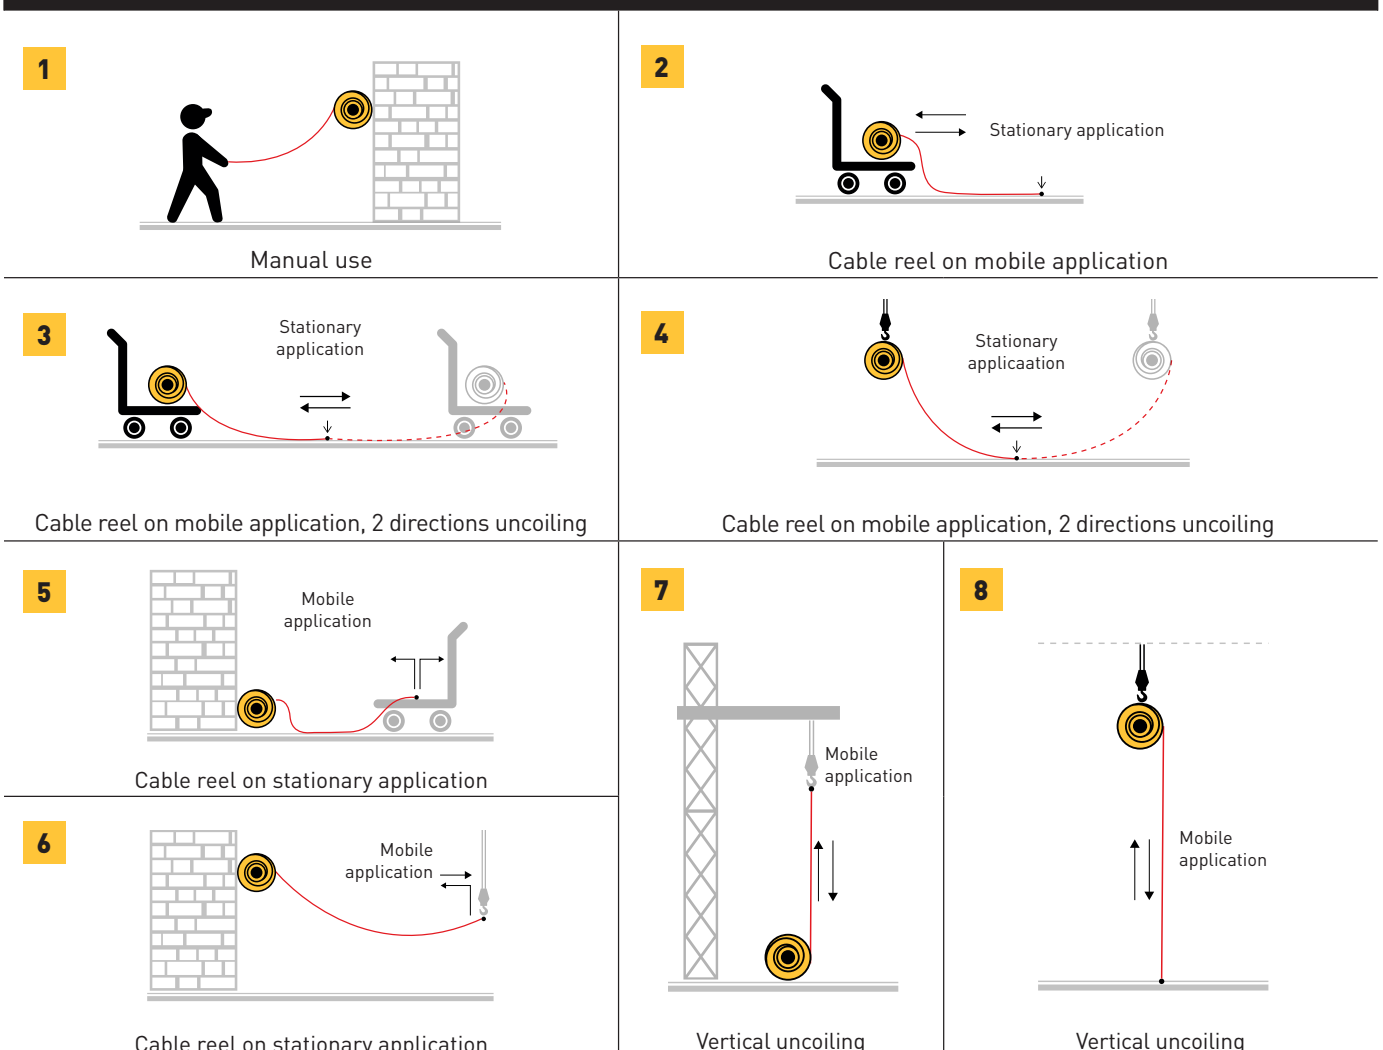 1
Manual use
2
Stationary application
Cable reel on mobile application
3
Stationary
application
Cable reel on mobile application, 2 directions uncoiling
4
Stationary
applicaation
Cable reel on mobile application, 2 directions uncoiling
5
Mobile
application
Cable reel on stationary application
6
Mobile
application
Cable reel on stationary application
7
Mobile
application
Vertical uncoiling
8
Mobile
application
Vertical uncoiling